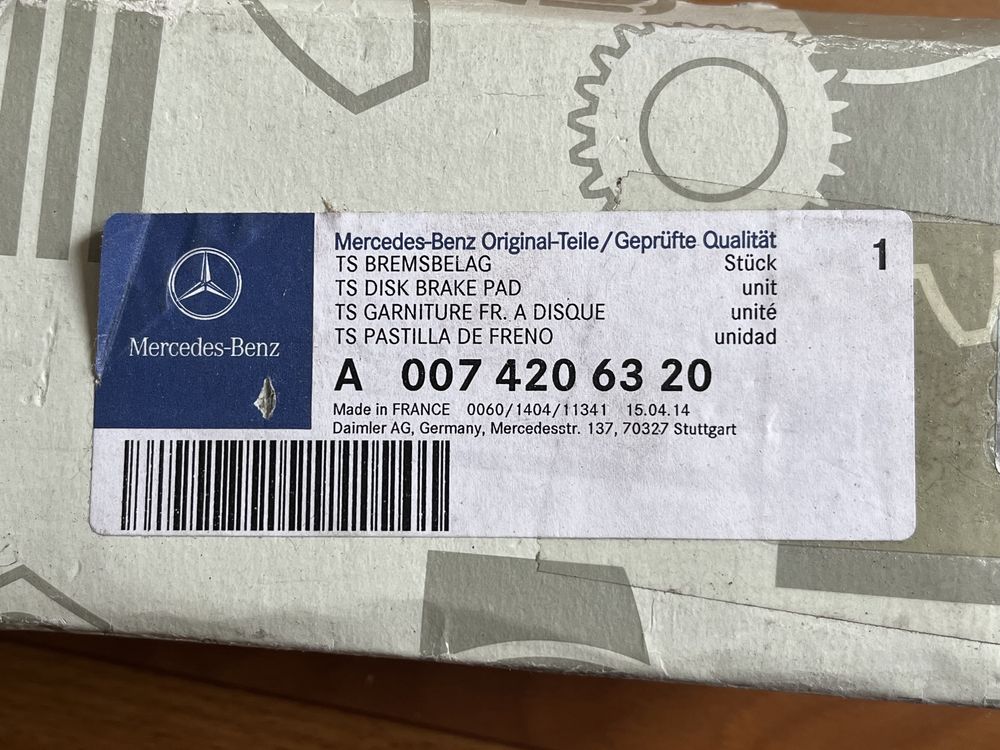 Mercedes-Benz
Mercedes-Benz Original-Teile/Geprüfte Qualität
1
TS BREMSBELAG Stück
TS DISK BRAKE PAD unit
TS GARNITURE FR. A DISQUE unité
TS PASTILLA DE FRENO unidad
A 007 420 63 20
Made in FRANCE 0060/1404/11341 15.04.14
Daimler AG, Germany, Mercedesstr. 137, 70327 Stuttgart